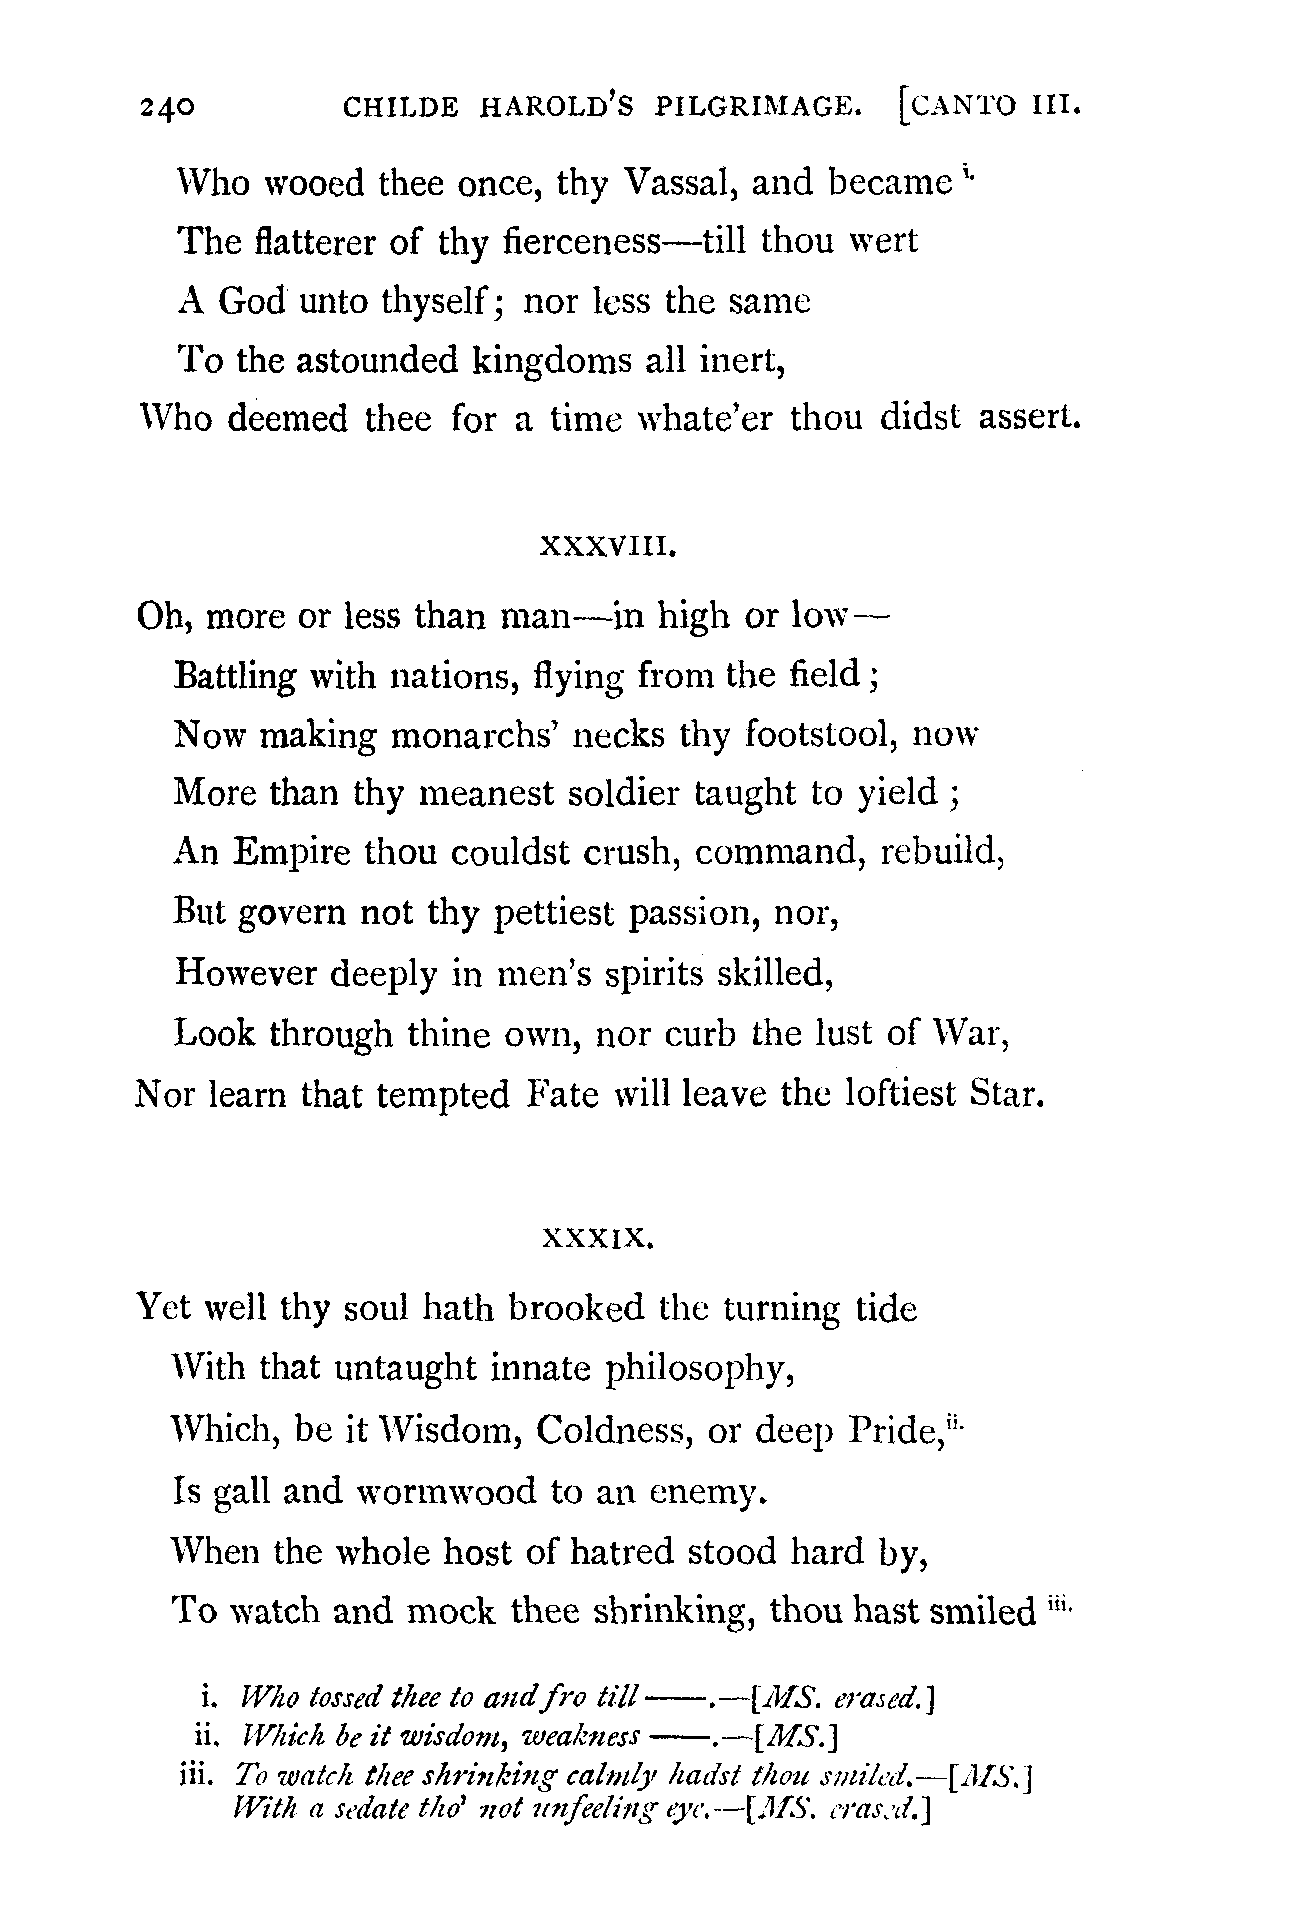 240 CHILDE HAROLD'S PILGRIMAGE. [CANTO III.
Who wooed thee once, thy Vassal, and became i.
The flatterer of thy fierceness—till thou wert
A God unto thyself; nor less the same
To the astounded kingdoms all inert,
Who deemed thee for a time whate'er thou didst assert.
XXXVIII.
Oh, more or less than man—in high or low—
Battling with nations, flying from the field;
Now making monarchs' necks thy footstool, now
More than thy meanest soldier taught to yield;
An Empire thou couldst crush, command, rebuild,
But govern not thy pettiest passion, nor,
However deeply in men's spirits skilled,
Look through thine own, nor curb the lust of War,
Nor learn that tempted Fate will leave the loftiest Star.
XXXIX.
Yet well thy soul hath brooked the turning tide
With that untaught innate philosophy,
Which, be it Wisdom, Coldness, or deep Pride,ii.
Is gall and wormwood to an enemy.
When the whole host of hatred stood hard by,
To watch and mock thee shrinking, thou hast smiled iii.
i. Who tossed thee to and fro till ——.—[MS. erased.]
ii. Which be it wisdom, weakness ——.—[MS.]
iii. To watch thee shrinking calmly hadst thou smiled.—[MS.]
With a sedate tho' not unfeeling eye.—[MS. erased.]